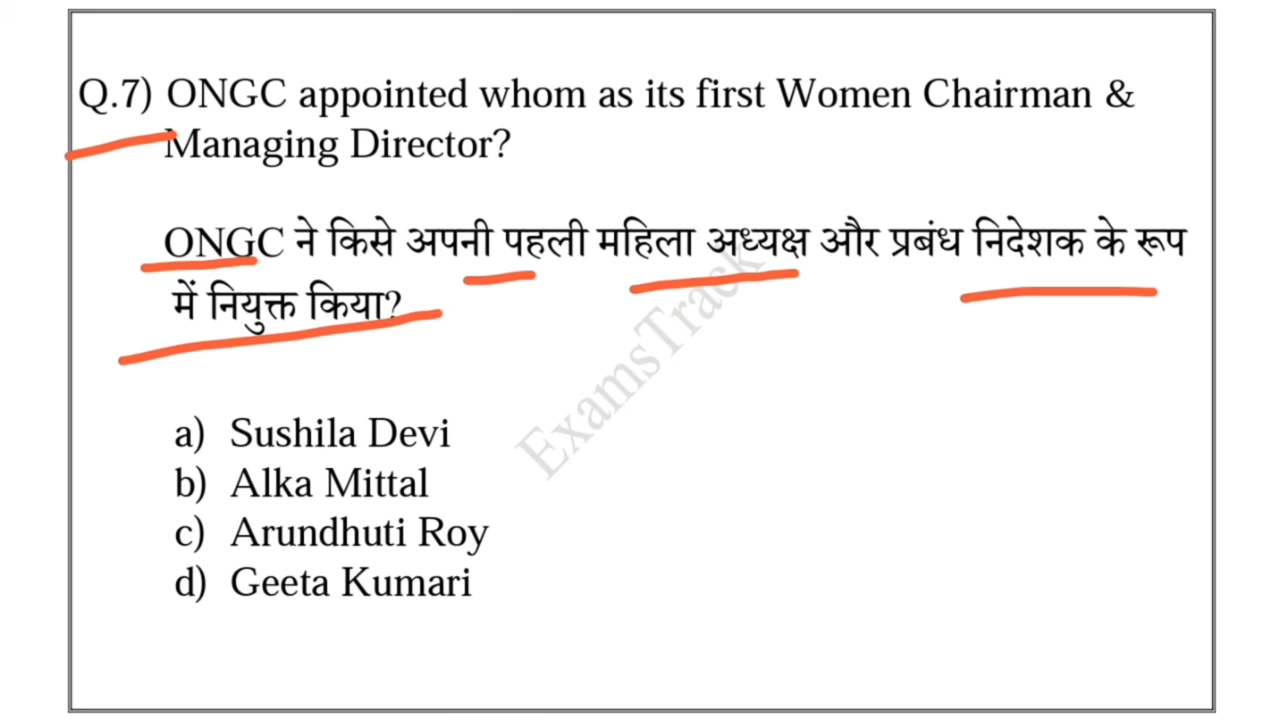 Q.7) ONGC appointed whom as its first Women Chairman &
Managing Director?
ONGC ने किसे अपनी पहली महिला अध्यक्ष और प्रबंध निदेशक के रूप
में नियुक्त किया?
ExamsTrack
a) Sushila Devi
b) Alka Mittal
c) Arundhuti Roy
d) Geeta Kumari